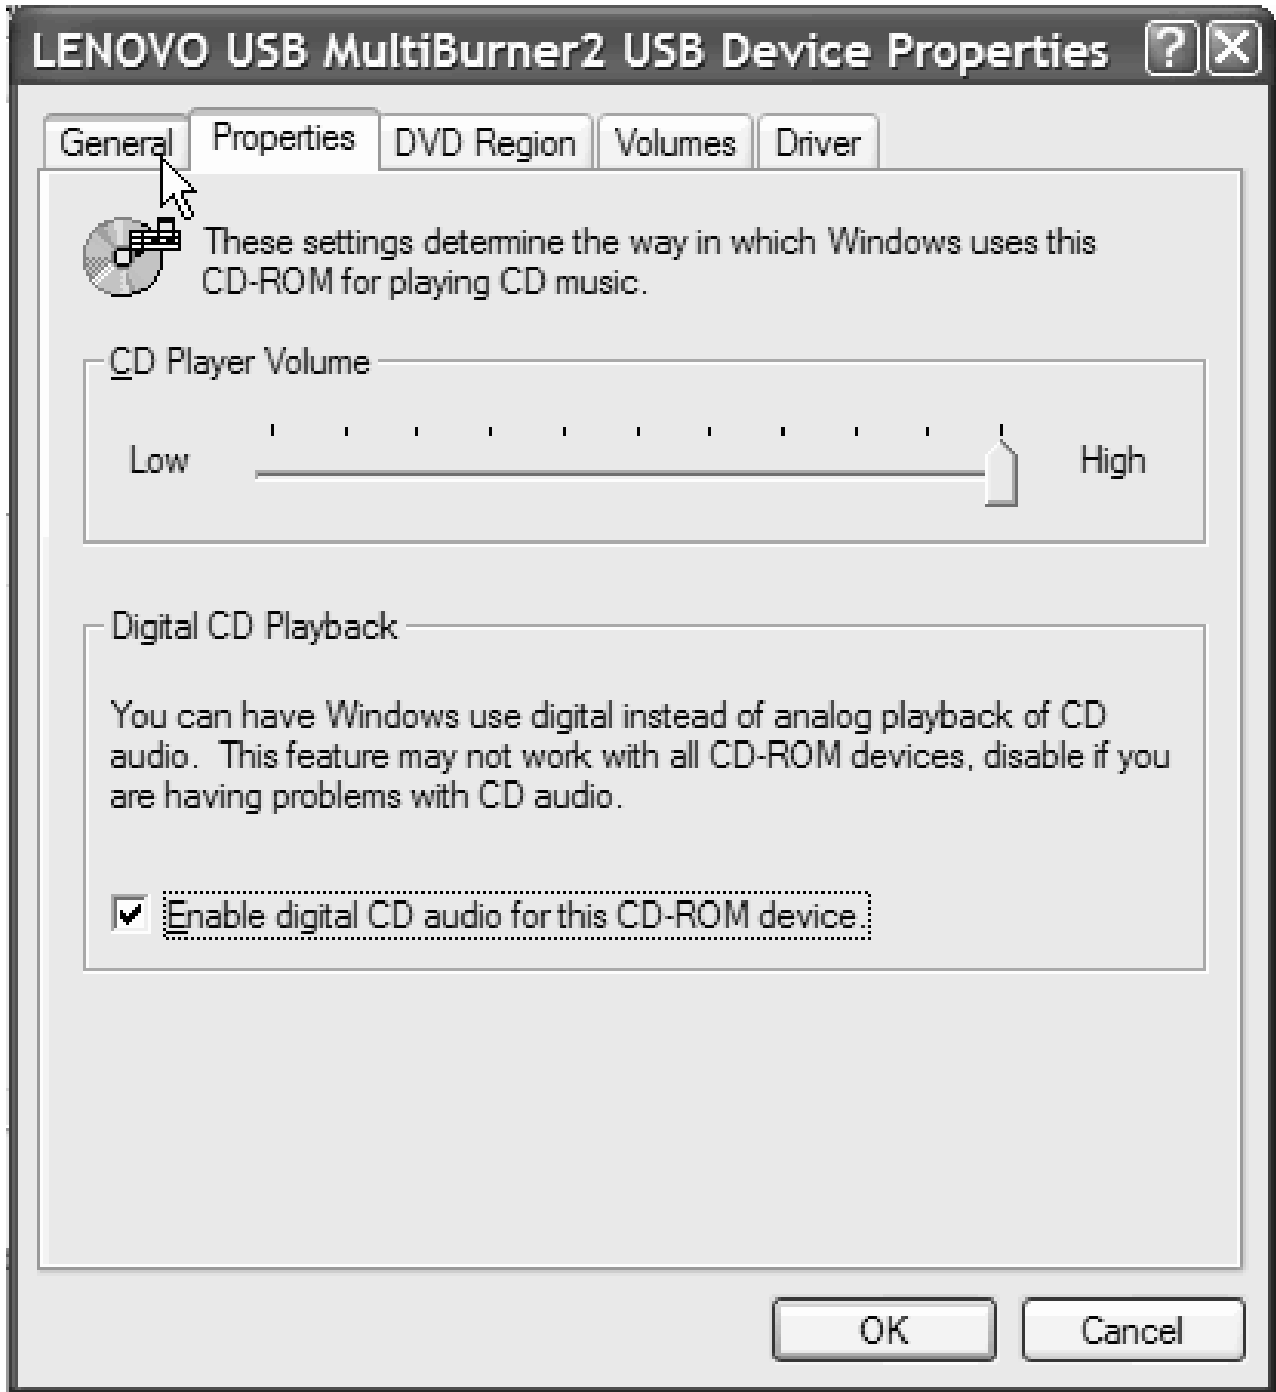 LENOVO USB MultiBurner2 USB Device Properties
General Properties DVD Region Volumes Driver
These settings determine the way in which Windows uses this
CD-ROM for playing CD music.
CD Player Volume
Low High
Digital CD Playback
You can have Windows use digital instead of analog playback of CD
audio. This feature may not work with all CD-ROM devices, disable if you
are having problems with CD audio.
Enable digital CD audio for this CD-ROM device.
OK Cancel